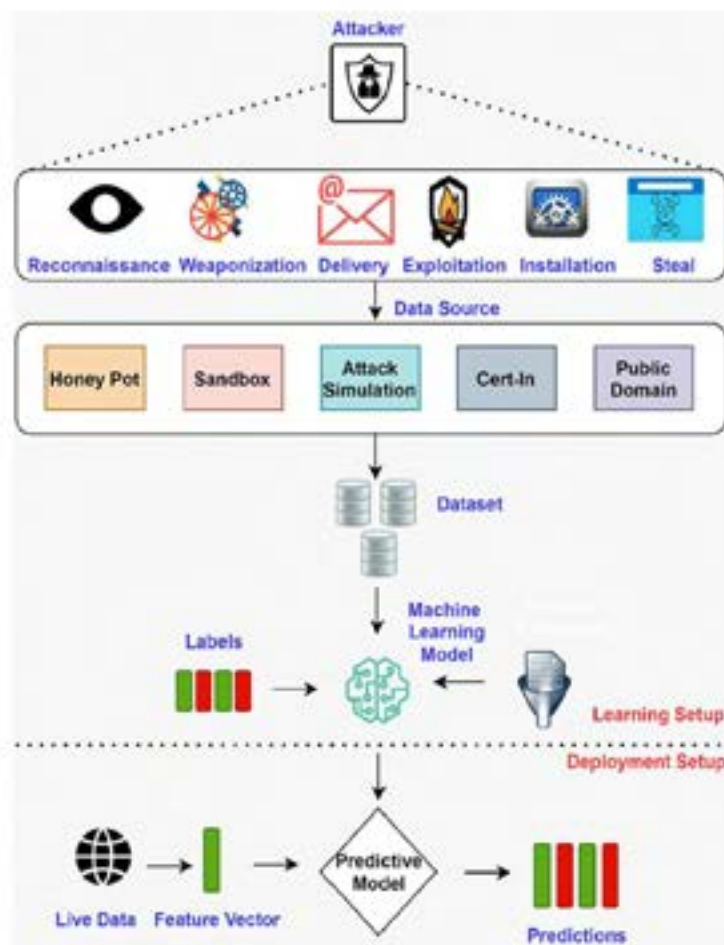 Attacker
@
Reconnaissance Weaponization Delivery Exploitation Installation Steal
Data Source
Honey Pot
Sandbox
Attack
Simulation
Cert-In
Public
Domain
Dataset
Machine
Learning
Model
Labels
Learning Setup
Deployment Setup
Predictive
Model
Live Data
Feature Vector
Predictions